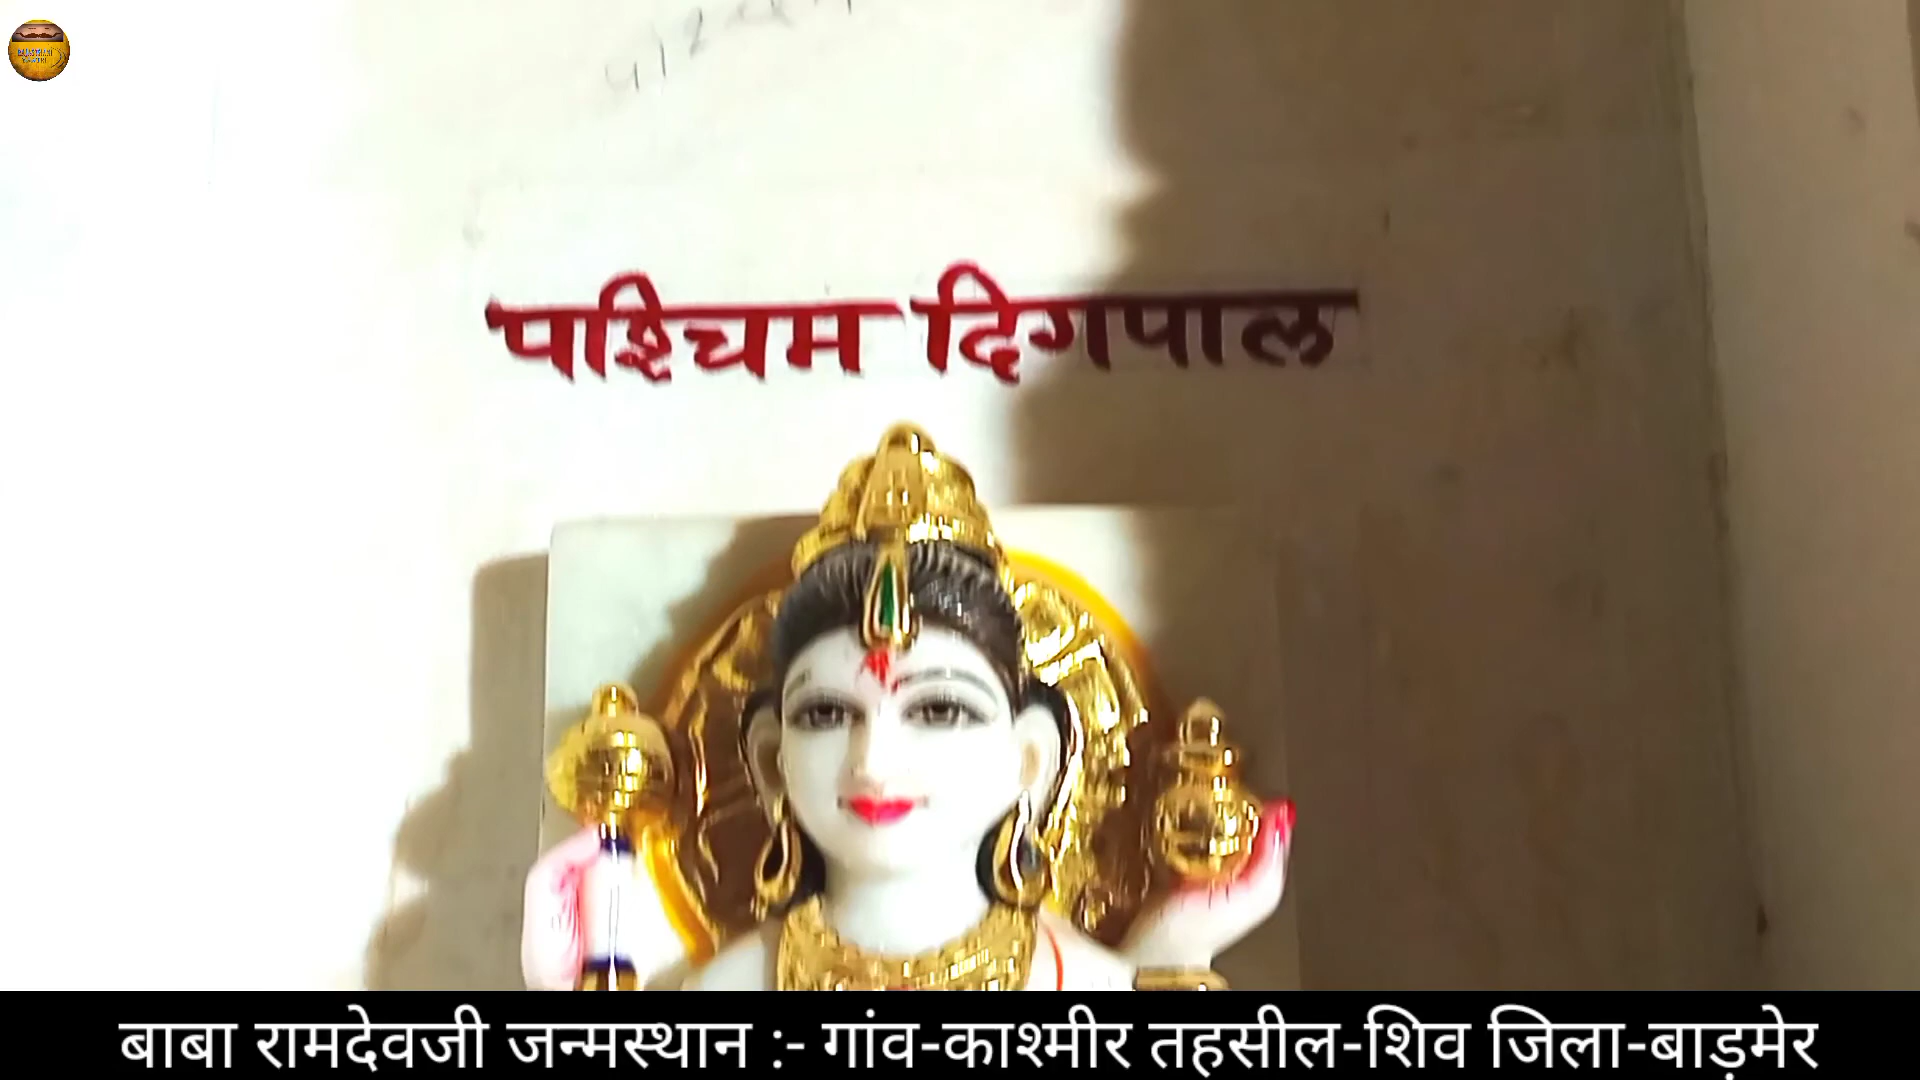 पश्चिम दिगपाल
बाबा रामदेवजी जन्मस्थान :- गांव-काश्मीर तहसील-शिव जिला-बाड़मेर